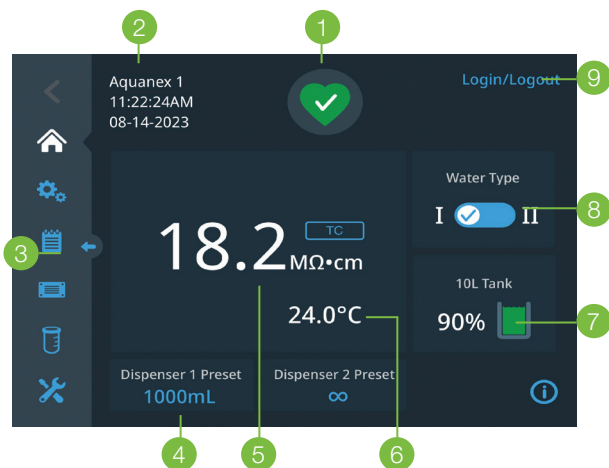 2
1
Aquanex 1
11:22:24AM
08-14-2023
Login/Logout
9
Water Type
I II
8
3
18.2 TC
MΩ•cm
24.0°C
10L Tank
90%
7
Dispenser 1 Preset
1000mL
Dispenser 2 Preset
∞
4
5
6